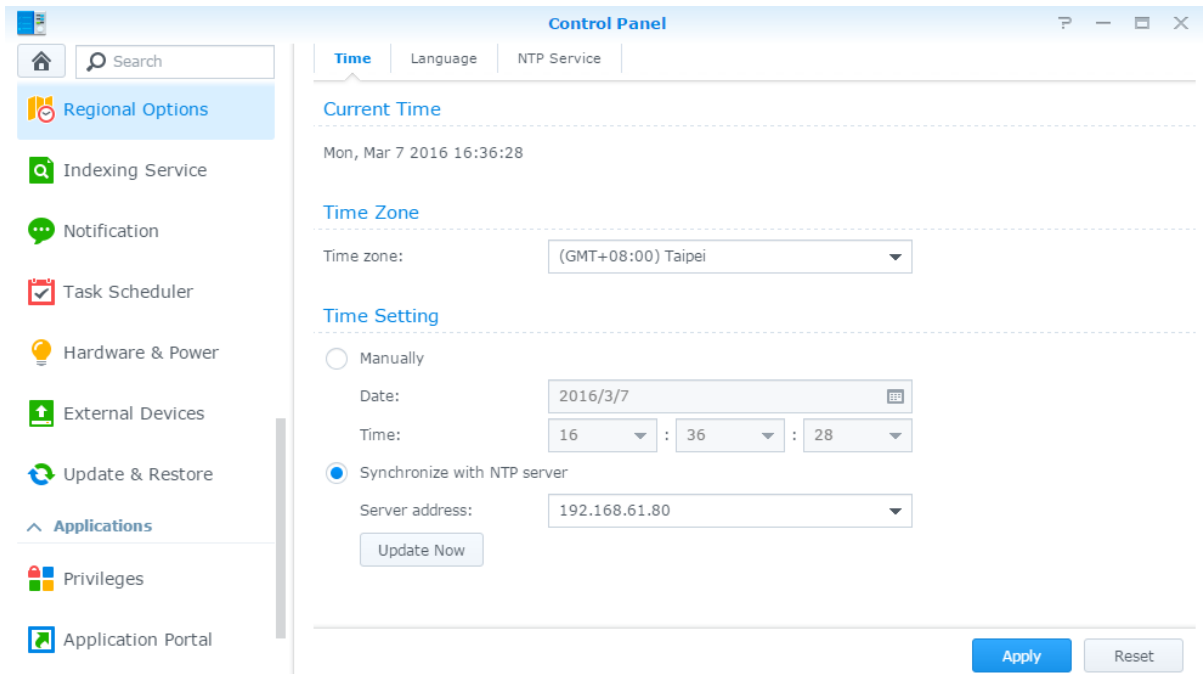 Control Panel
Search
Regional Options
Indexing Service
Notification
Task Scheduler
Hardware & Power
External Devices
Update & Restore
Applications
Privileges
Application Portal
Time Language NTP Service
Current Time
Mon, Mar 7 2016 16:36:28
Time Zone
Time zone: (GMT+08:00) Taipei
Time Setting
Manually
Date: 2016/3/7
Time: 16 : 36 : 28
Synchronize with NTP server
Server address: 192.168.61.80
Update Now
Apply Reset